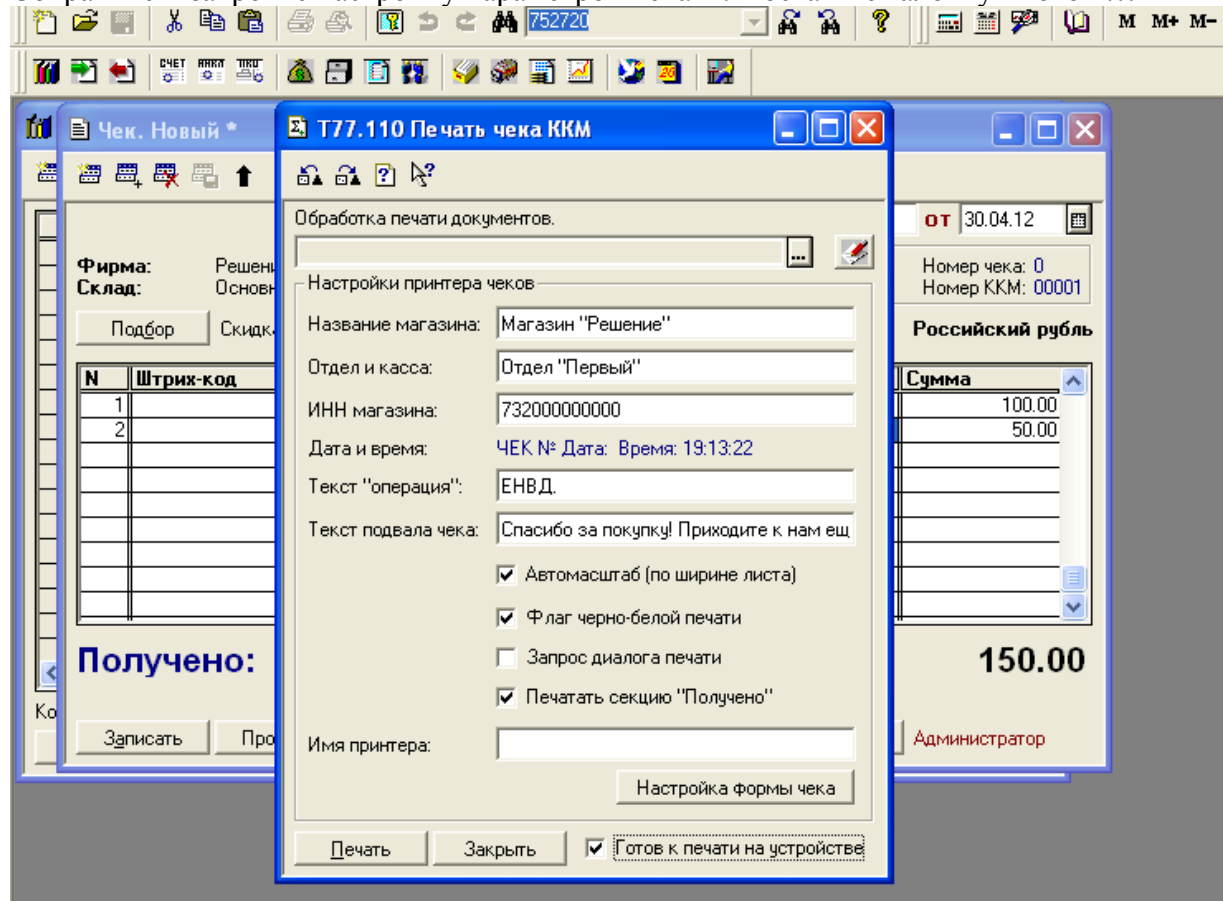 752720
M M+ M-
СЧЕТ
Чек. Новый *
Т77.110 Печать чека ККМ
Обработка печати документов.
...
от 30.04.12
Фирма:
Склад:
Номер чека: 0
Номер ККМ: 00001
Настройки принтера чеков
Подбор
Название магазина: Магазин "Решение"
Российский рубль
Отдел и касса: Отдел "Первый"
N Штрих-код Сумма
1 100.00
2 50.00
ИНН магазина: 732000000000
Дата и время: ЧЕК № Дата: Время: 19:13:22
Текст "операция": ЕНВД.
Текст подвала чека: Спасибо за покупку! Приходите к нам ещ
Автомасштаб (по ширине листа)
Флаг черно-белой печати
Запрос диалога печати
Печатать секцию "Получено"
Получено: 150.00
Записать
Имя принтера:
Администратор
Настройка формы чека
Печать Закрыть Готов к печати на устройстве